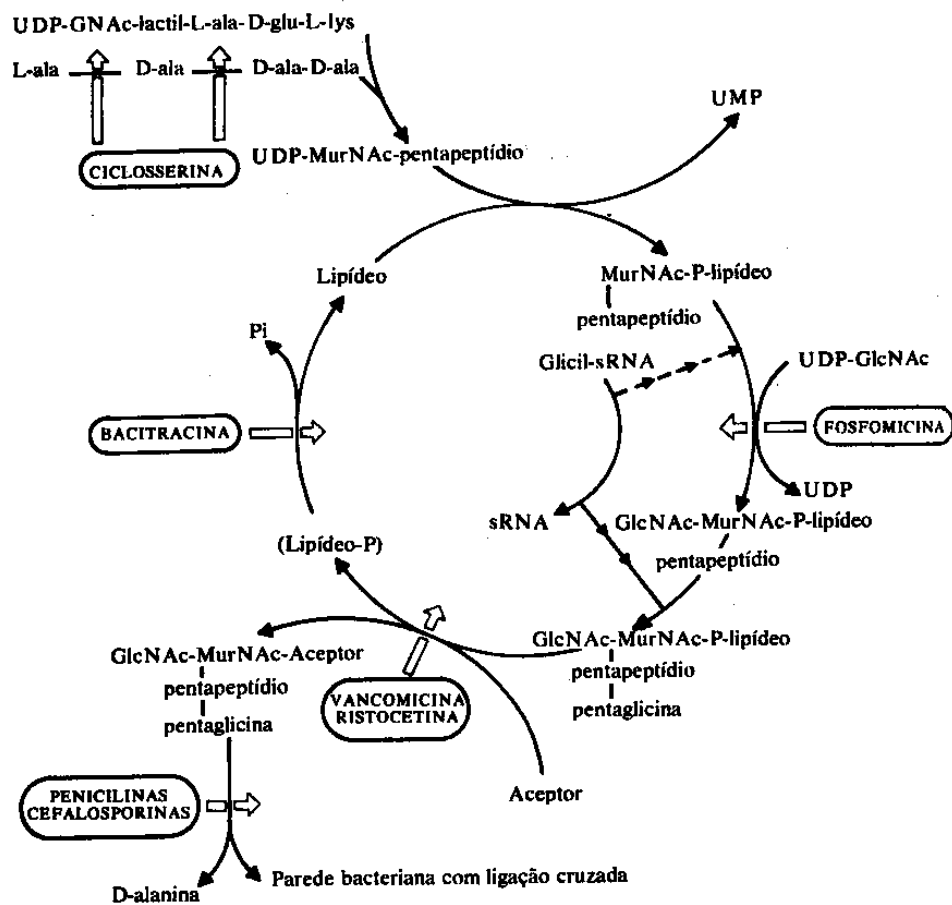 UDP-GNAc-lactil-L-ala-D-glu-L-lys
L-ala D-ala D-ala-D-ala
UMP
CICLOSSERINA
UDP-MurNAc-pentapeptídio
Lipídeo
MurNAc-P-lipídeo
pentapeptídio
Pi
Glicil-sRNA
UDP-GlcNAc
BACITRACINA
FOSFOMICINA
UDP
sRNA
GlcNAc-MurNAc-P-lipídeo
(Lipídeo-P)
pentapeptídio
GlcNAc-MurNAc-P-lipídeo
GlcNAc-MurNAc-Aceptor
pentapeptídio
pentapeptídio
pentaglicina
VANCOMICINA
RISTOCETINA
pentaglicina
PENICILINAS
CEFALOSPORINAS
Aceptor
D-alanina
Parede bacteriana com ligação cruzada